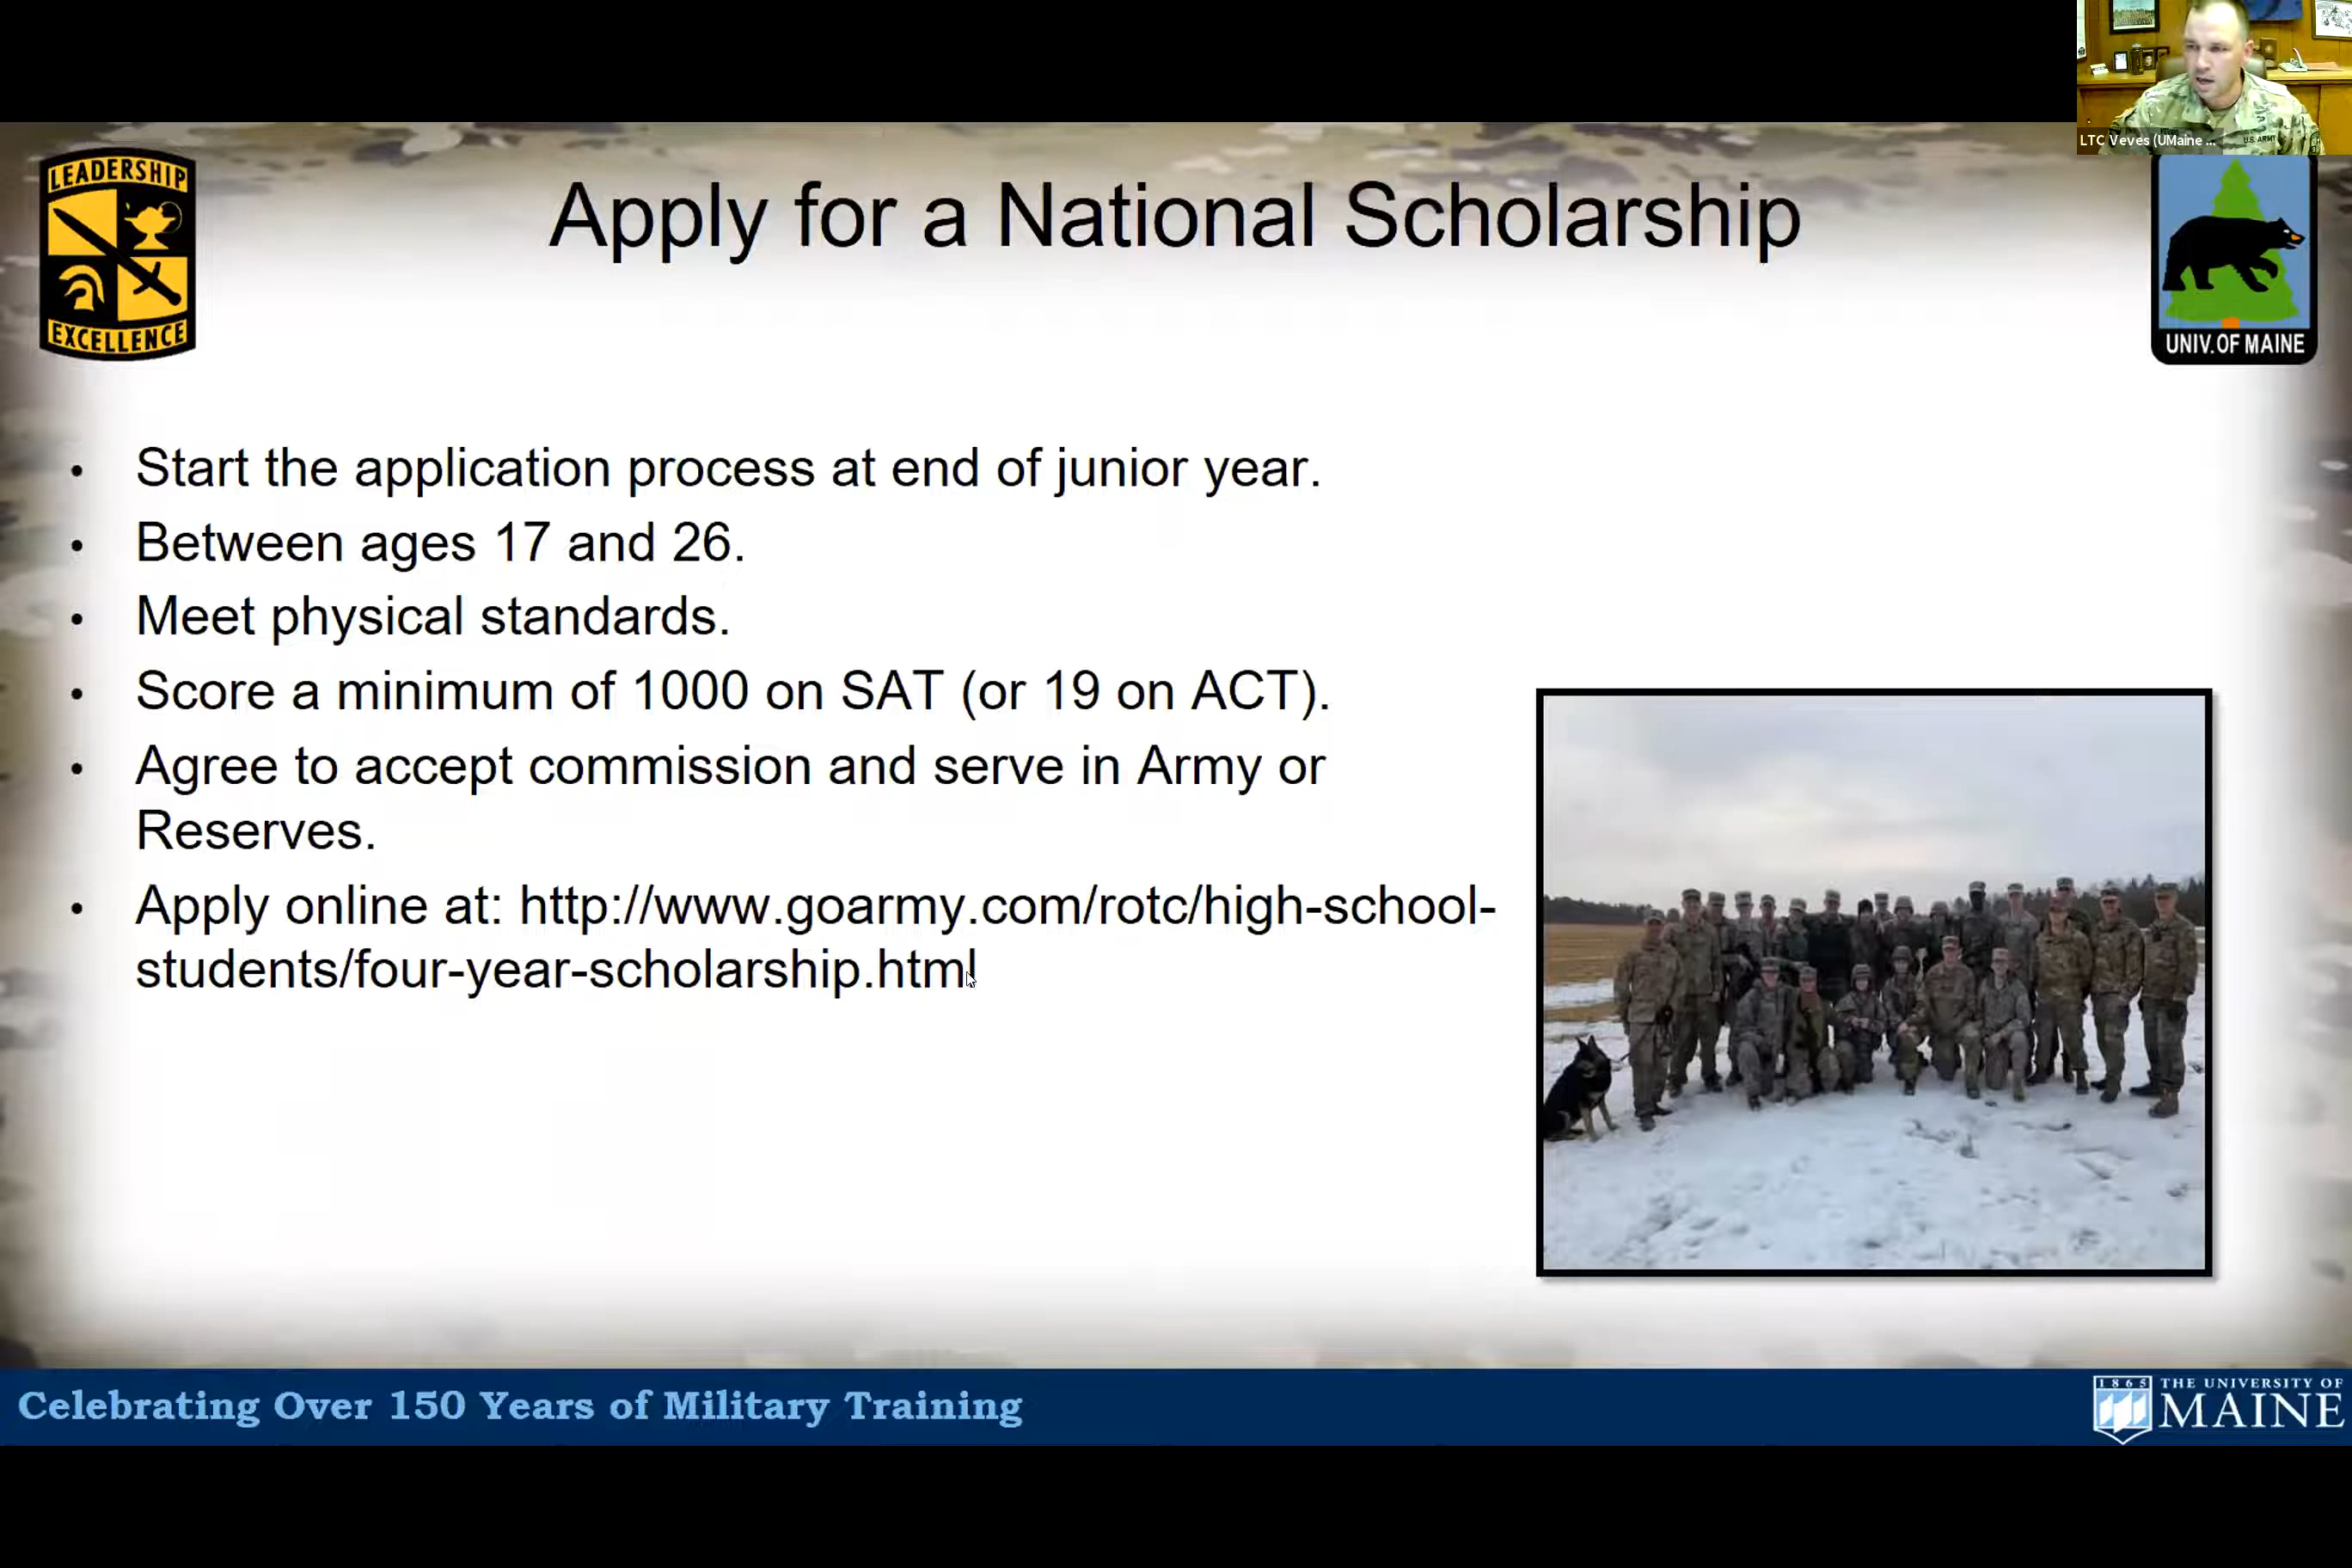 LTC Veves (UMaine ...
U.S. ARMY
LEADERSHIP
EXCELLENCE
Apply for a National Scholarship
UNIV. OF MAINE
• Start the application process at end of junior year.
• Between ages 17 and 26.
• Meet physical standards.
• Score a minimum of 1000 on SAT (or 19 on ACT).
• Agree to accept commission and serve in Army or
Reserves.
• Apply online at: http://www.goarmy.com/rotc/high-school-
students/four-year-scholarship.html
Celebrating Over 150 Years of Military Training
1865
THE UNIVERSITY OF
MAINE